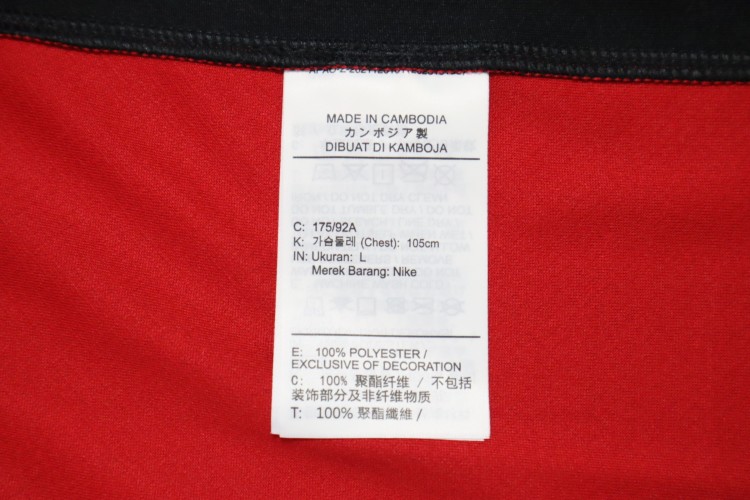 MADE IN CAMBODIA
カンボジア製
DIBUAT DI KAMBOJA
C: 175/92A
K: 가슴둘레 (Chest): 105cm
IN: Ukuran: L
Merek Barang: Nike
E: 100% POLYESTER /
EXCLUSIVE OF DECORATION
C: 100% 聚酯纤维 / 不包括
装饰部分及非纤维物质
T: 100% 聚酯纖維 /